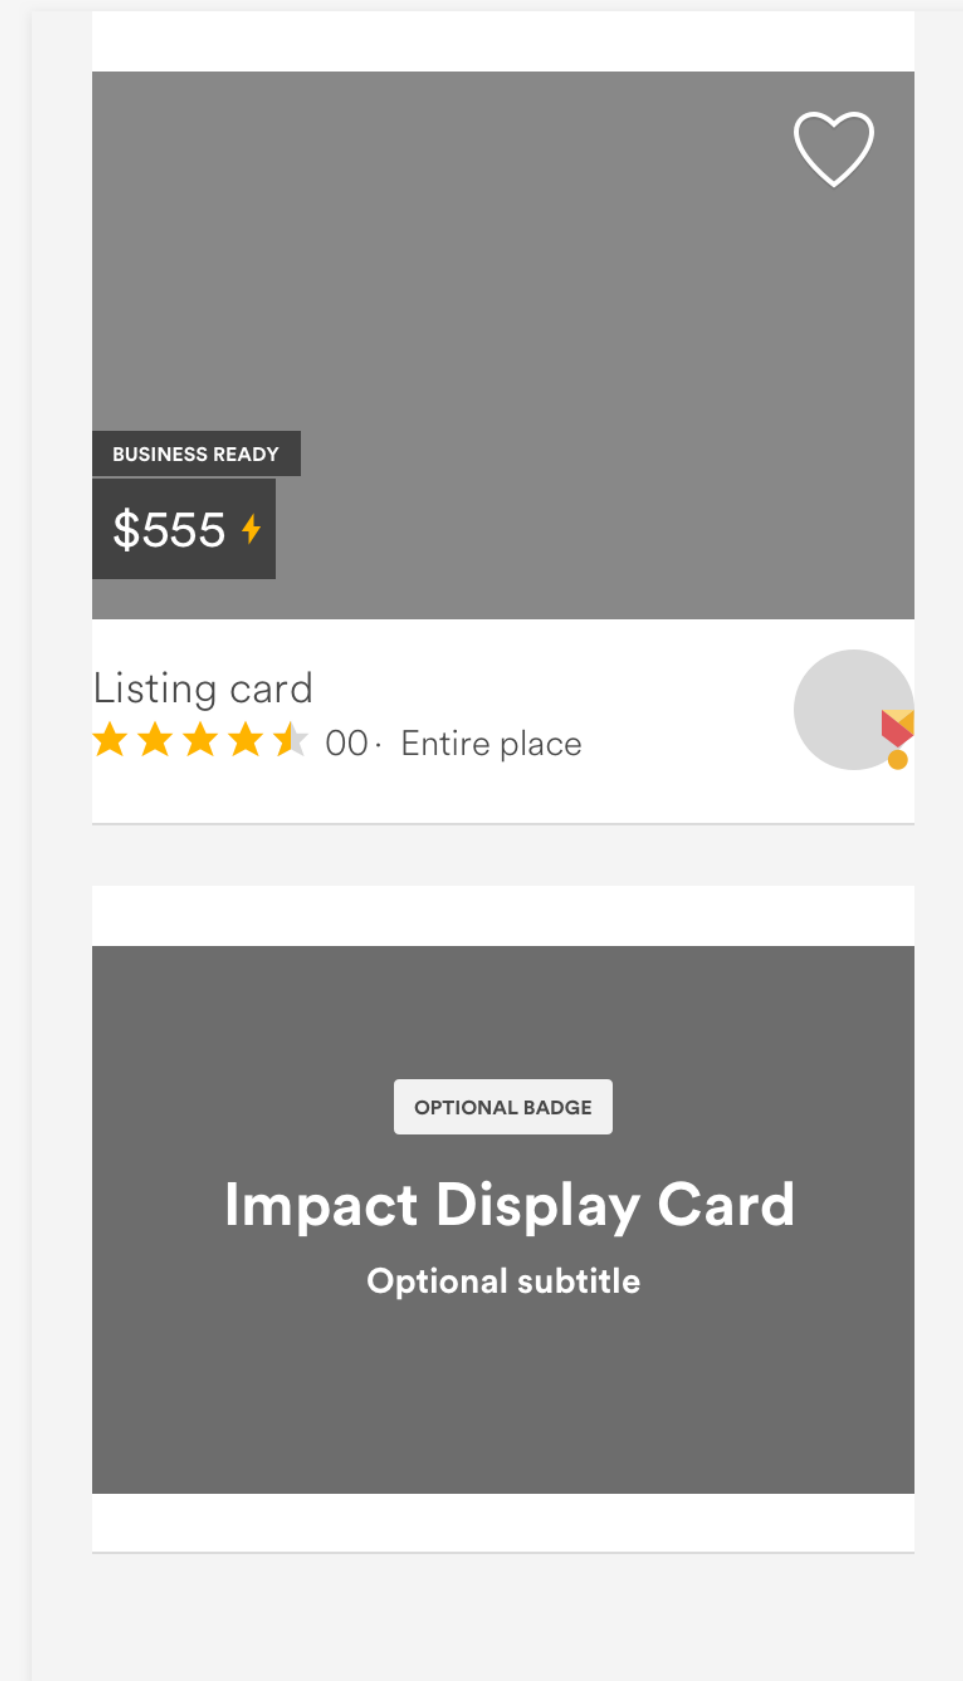 BUSINESS READY
$555
Listing card
00 · Entire place
OPTIONAL BADGE
Impact Display Card
Optional subtitle